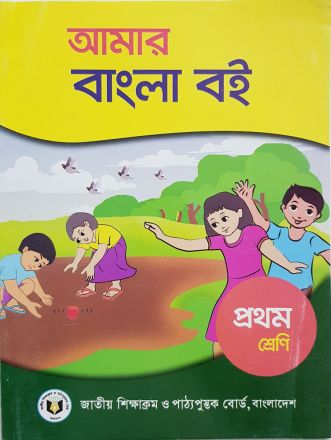 আমার
বাংলা বই
প্রথম
শ্রেণি
জাতীয় শিক্ষাক্রম ও পাঠ্যপুস্তক বোর্ড, বাংলাদেশ